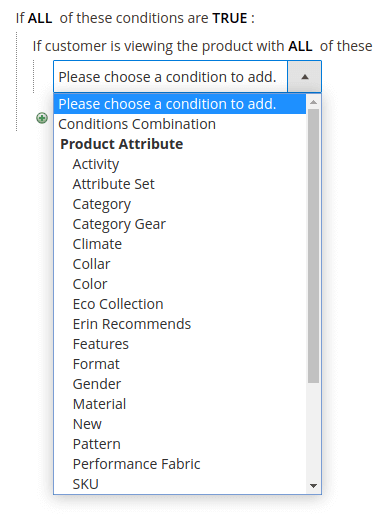 If ALL of these conditions are TRUE :
If customer is viewing the product with ALL of these
Please choose a condition to add.
Please choose a condition to add.
Conditions Combination
Product Attribute
Activity
Attribute Set
Category
Category Gear
Climate
Collar
Color
Eco Collection
Erin Recommends
Features
Format
Gender
Material
New
Pattern
Performance Fabric
SKU